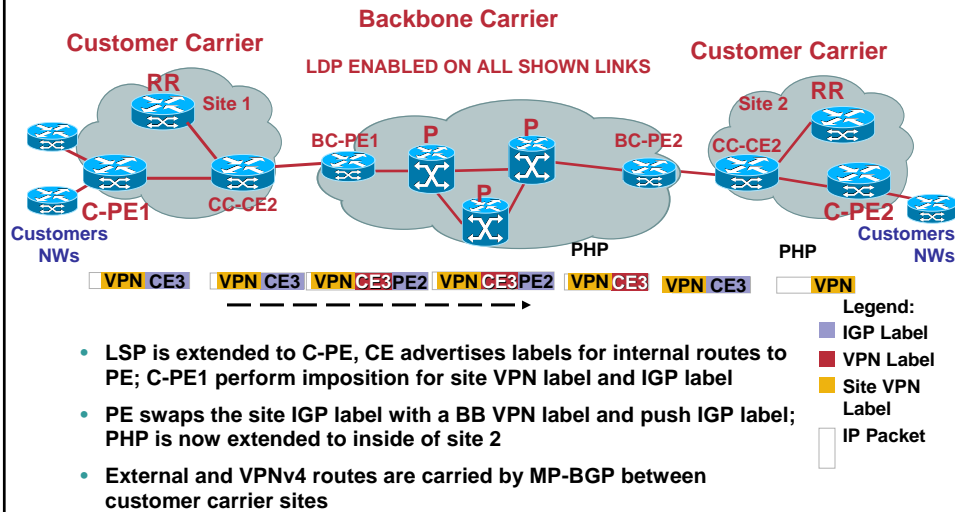 Backbone Carrier
Customer Carrier
Customer Carrier
LDP ENABLED ON ALL SHOWN LINKS
RR
Site 1
Site 2
RR
BC-PE1
P
P
BC-PE2
CC-CE2
P
C-PE1
CC-CE2
C-PE2
Customers
NWs
Customers
NWs
PHP
PHP
VPN CE3
VPN CE3
VPN CE3 PE2
VPN CE3 PE2
VPN CE3
VPN CE3
VPN
Legend:
IGP Label
VPN Label
Site VPN
Label
IP Packet
• LSP is extended to C-PE, CE advertises labels for internal routes to
PE; C-PE1 perform imposition for site VPN label and IGP label
• PE swaps the site IGP label with a BB VPN label and push IGP label;
PHP is now extended to inside of site 2
• External and VPNv4 routes are carried by MP-BGP between
customer carrier sites